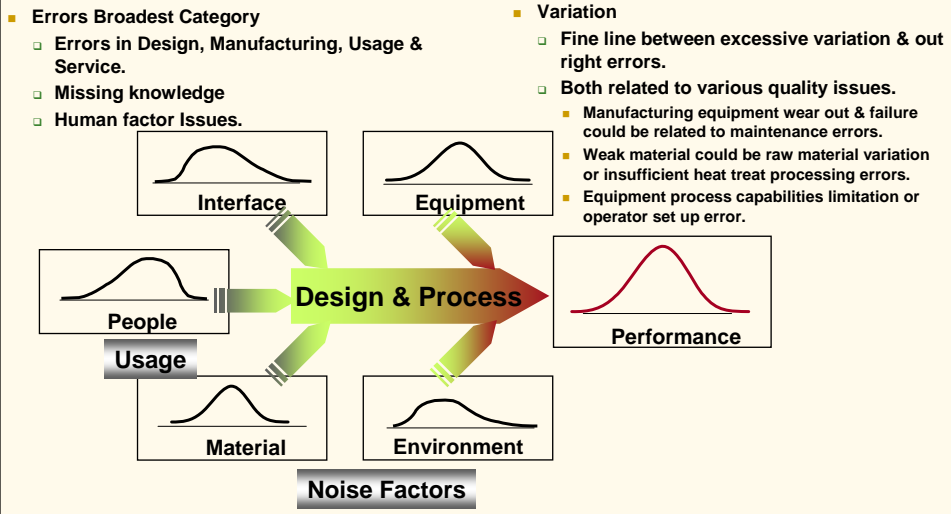 Errors Broadest Category
Errors in Design, Manufacturing, Usage &
Service.
Missing knowledge
Human factor Issues.
Variation
Fine line between excessive variation & out
right errors.
Both related to various quality issues.
Manufacturing equipment wear out & failure
could be related to maintenance errors.
Weak material could be raw material variation
or insufficient heat treat processing errors.
Equipment process capabilities limitation or
operator set up error.
Interface
Equipment
People
Design & Process
Performance
Usage
Material
Environment
Noise Factors